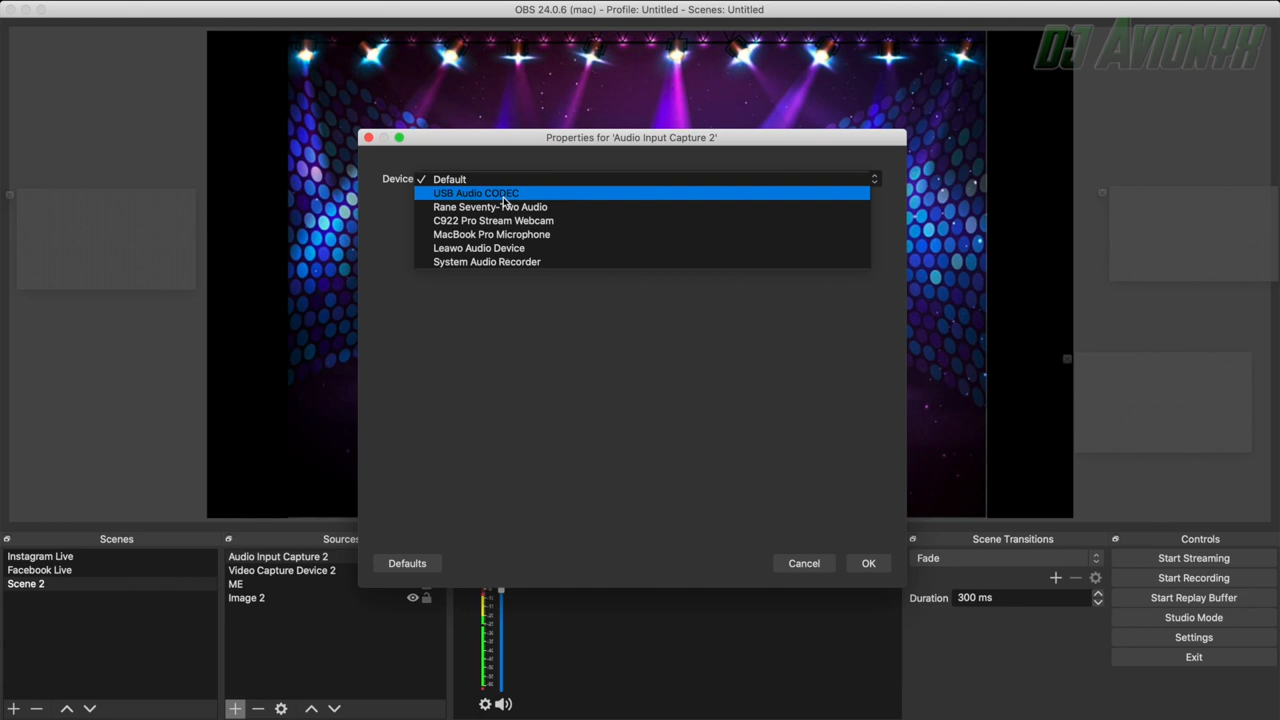 OBS 24.0.6 (mac) - Profile: Untitled - Scenes: Untitled
DJ AVIONYX
Properties for 'Audio Input Capture 2'
Device ✓ Default
USB Audio CODEC
Rane Seventy-Two Audio
C922 Pro Stream Webcam
MacBook Pro Microphone
Leawo Audio Device
System Audio Recorder
Defaults
Cancel
OK
Scenes
Instagram Live
Facebook Live
Scene 2
Sources
Audio Input Capture 2
Video Capture Device 2
ME
Image 2
Scene Transitions
Fade
Duration 300 ms
Controls
Start Streaming
Start Recording
Start Replay Buffer
Studio Mode
Settings
Exit